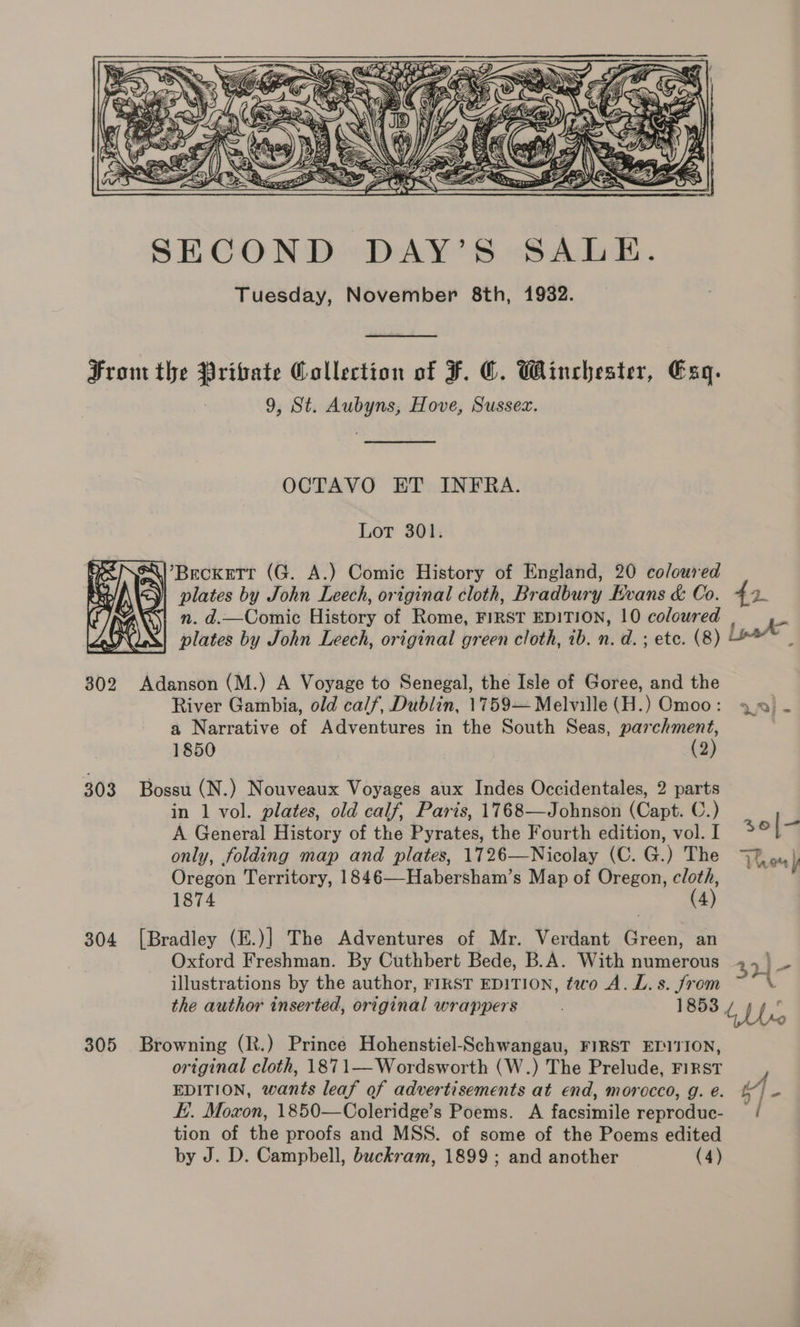 SECOND DAY'S SALE.
Tuesday, November 8th, 1932.
From the Private Collection of F. C. Winchester, Esq.
9, St. Aubyns, Hove, Sussex.
OCTAVO ET INFRA.
LOT 301.
A'BECKETT (G. A.) Comic History of England, 20 coloured
plates by John Leech, original cloth, Bradbury Evans & Co.
n. d.—Comic History of Rome, FIRST EDITION, 10 coloured
plates by John Leech, original green cloth, ib. n. d.; etc. (8)
302 Adanson (M.) A Voyage to Senegal, the Isle of Goree, and the
River Gambia, old calf, Dublin, 1759—Melville (H.) Omoo:
a Narrative of Adventures in the South Seas, parchment,
1850 (2)
303 Bossu (N.) Nouveaux Voyages aux Indes Occidentales, 2 parts
in 1 vol. plates, old calf, Paris, 1768—Johnson (Capt. C.)
A General History of the Pyrates, the Fourth edition, vol. I
only, folding map and plates, 1726—Nicolay (C. G.) The
Oregon Territory, 1846—Habersham's Map of Oregon, cloth,
1874 (4)
304 [Bradley (E.)] The Adventures of Mr. Verdant Green, an
Oxford Freshman. By Cuthbert Bede, B.A. With numerous
illustrations by the author, FIRST EDITION, two A. L. s. from
the author inserted, original wrappers 1853
305 Browning (R.) Prince Hohenstiel-Schwangau, FIRST EDITION,
original cloth, 1871—Wordsworth (W.) The Prelude, FIRST
EDITION, wants leaf of advertisements at end, morocco, g. e.
E. Moxon, 1850—Coleridge's Poems. A facsimile reproduc-
tion of the proofs and MSS. of some of the Poems edited
by J. D. Campbell, buckram, 1899; and another (4)
42
30/-